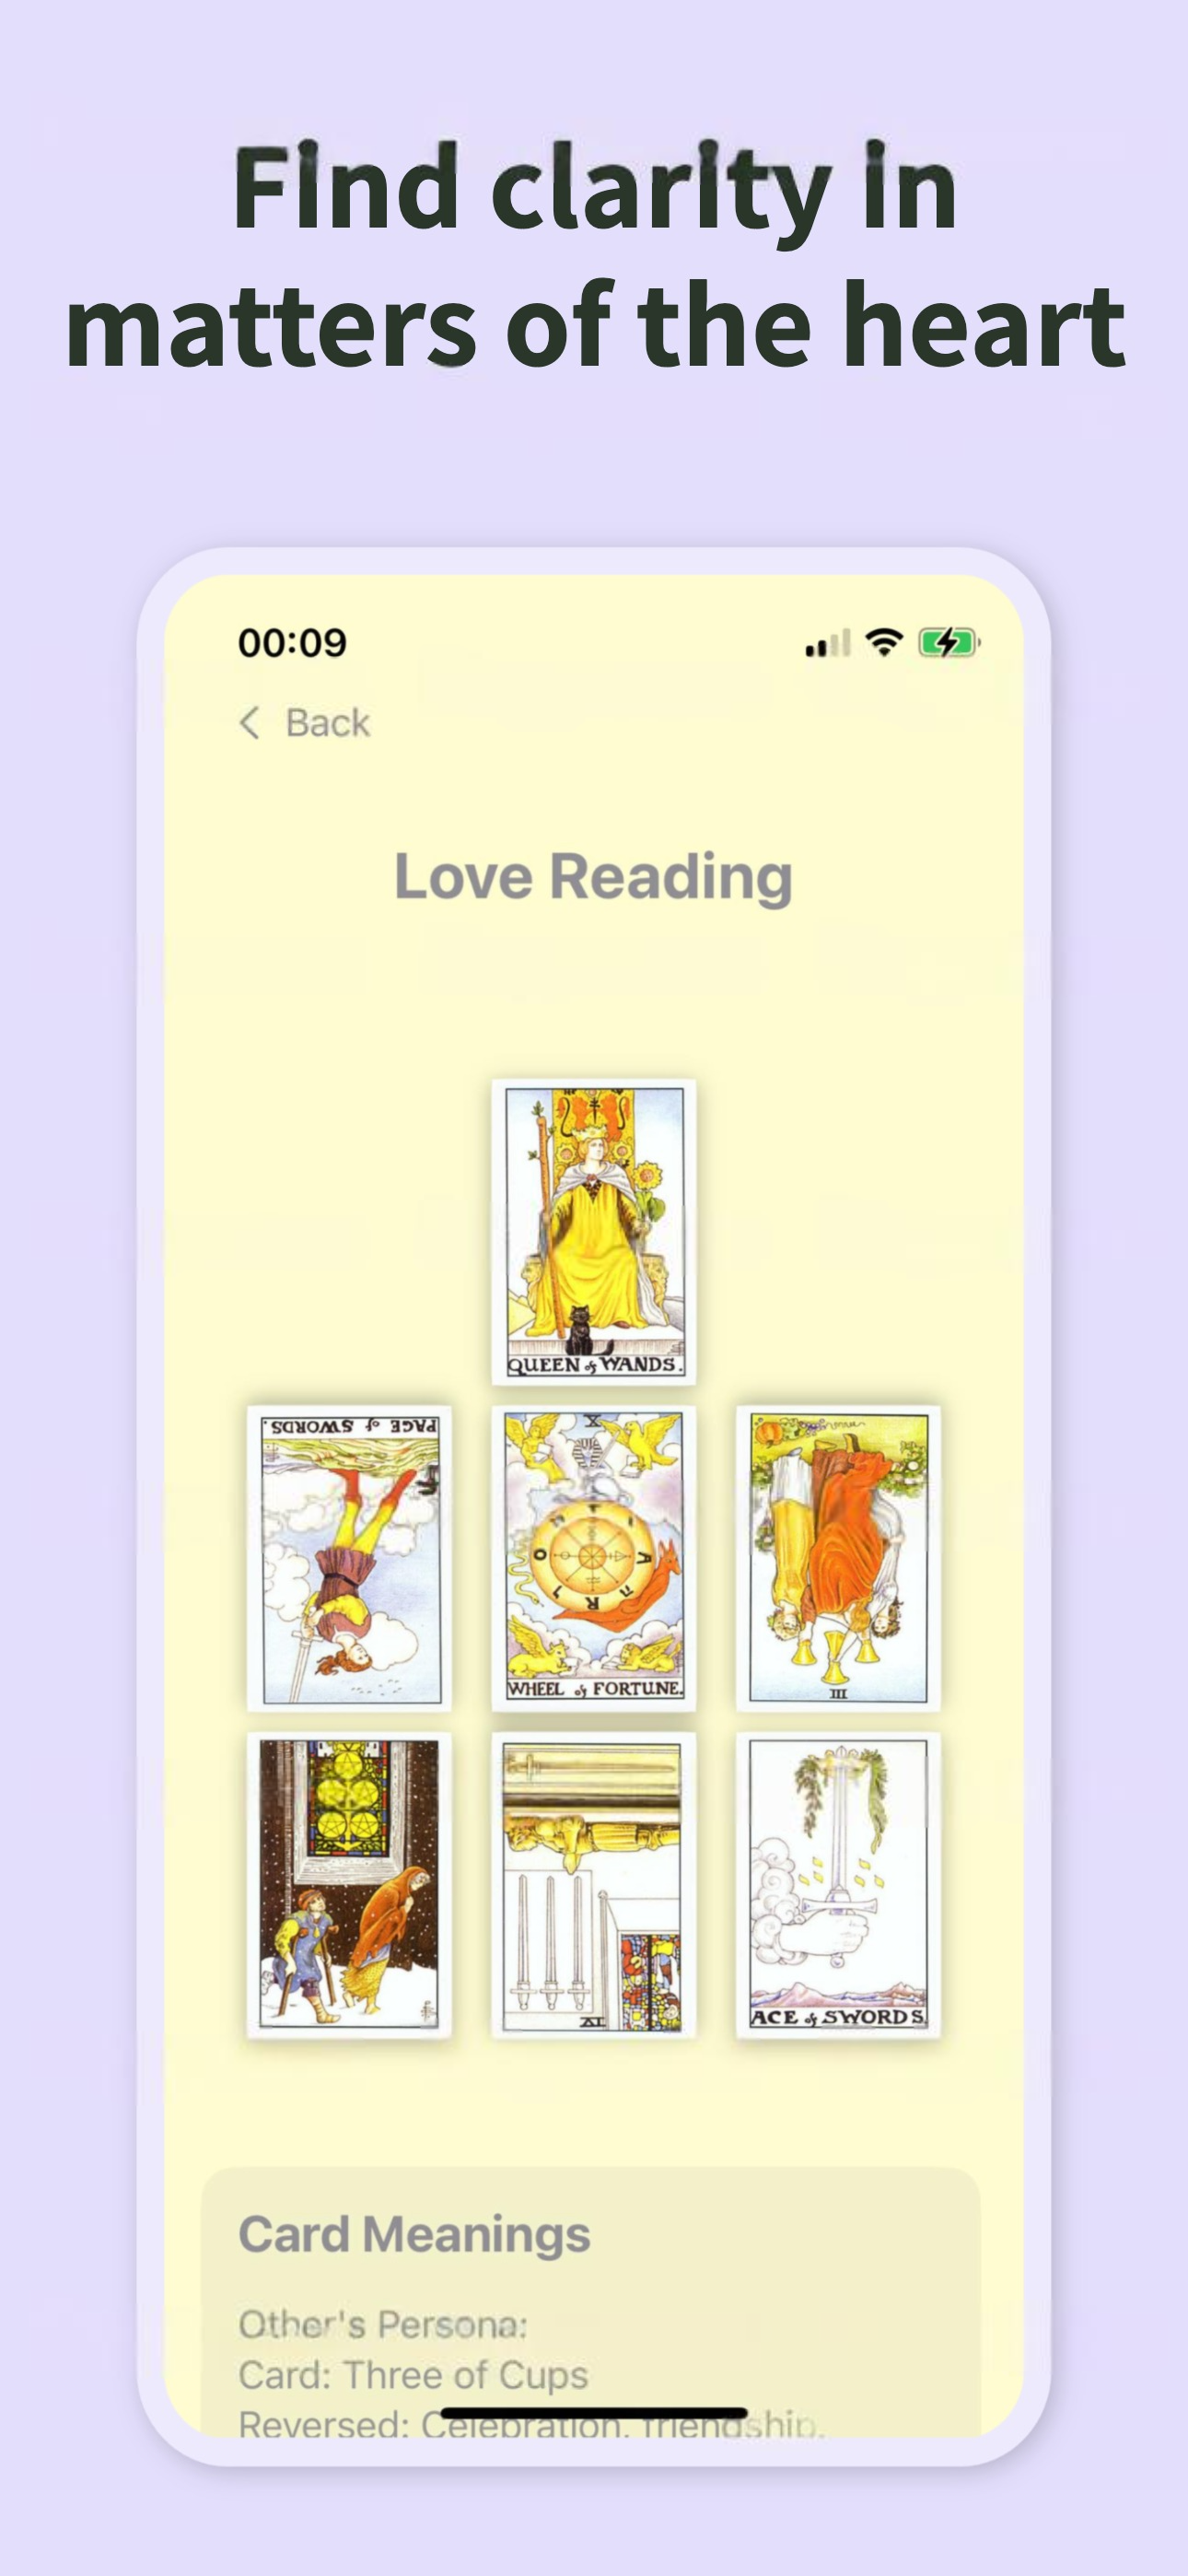 Find clarity in
matters of the heart
00:09
Back
Love Reading
QUEEN of WANDS.
PAGE of SWORDS.
X
WHEEL of FORTUNE.
III
IV
ACE of SWORDS
Card Meanings
Other's Persona:
Card: Three of Cups
Reversed: Celebration, friendship,